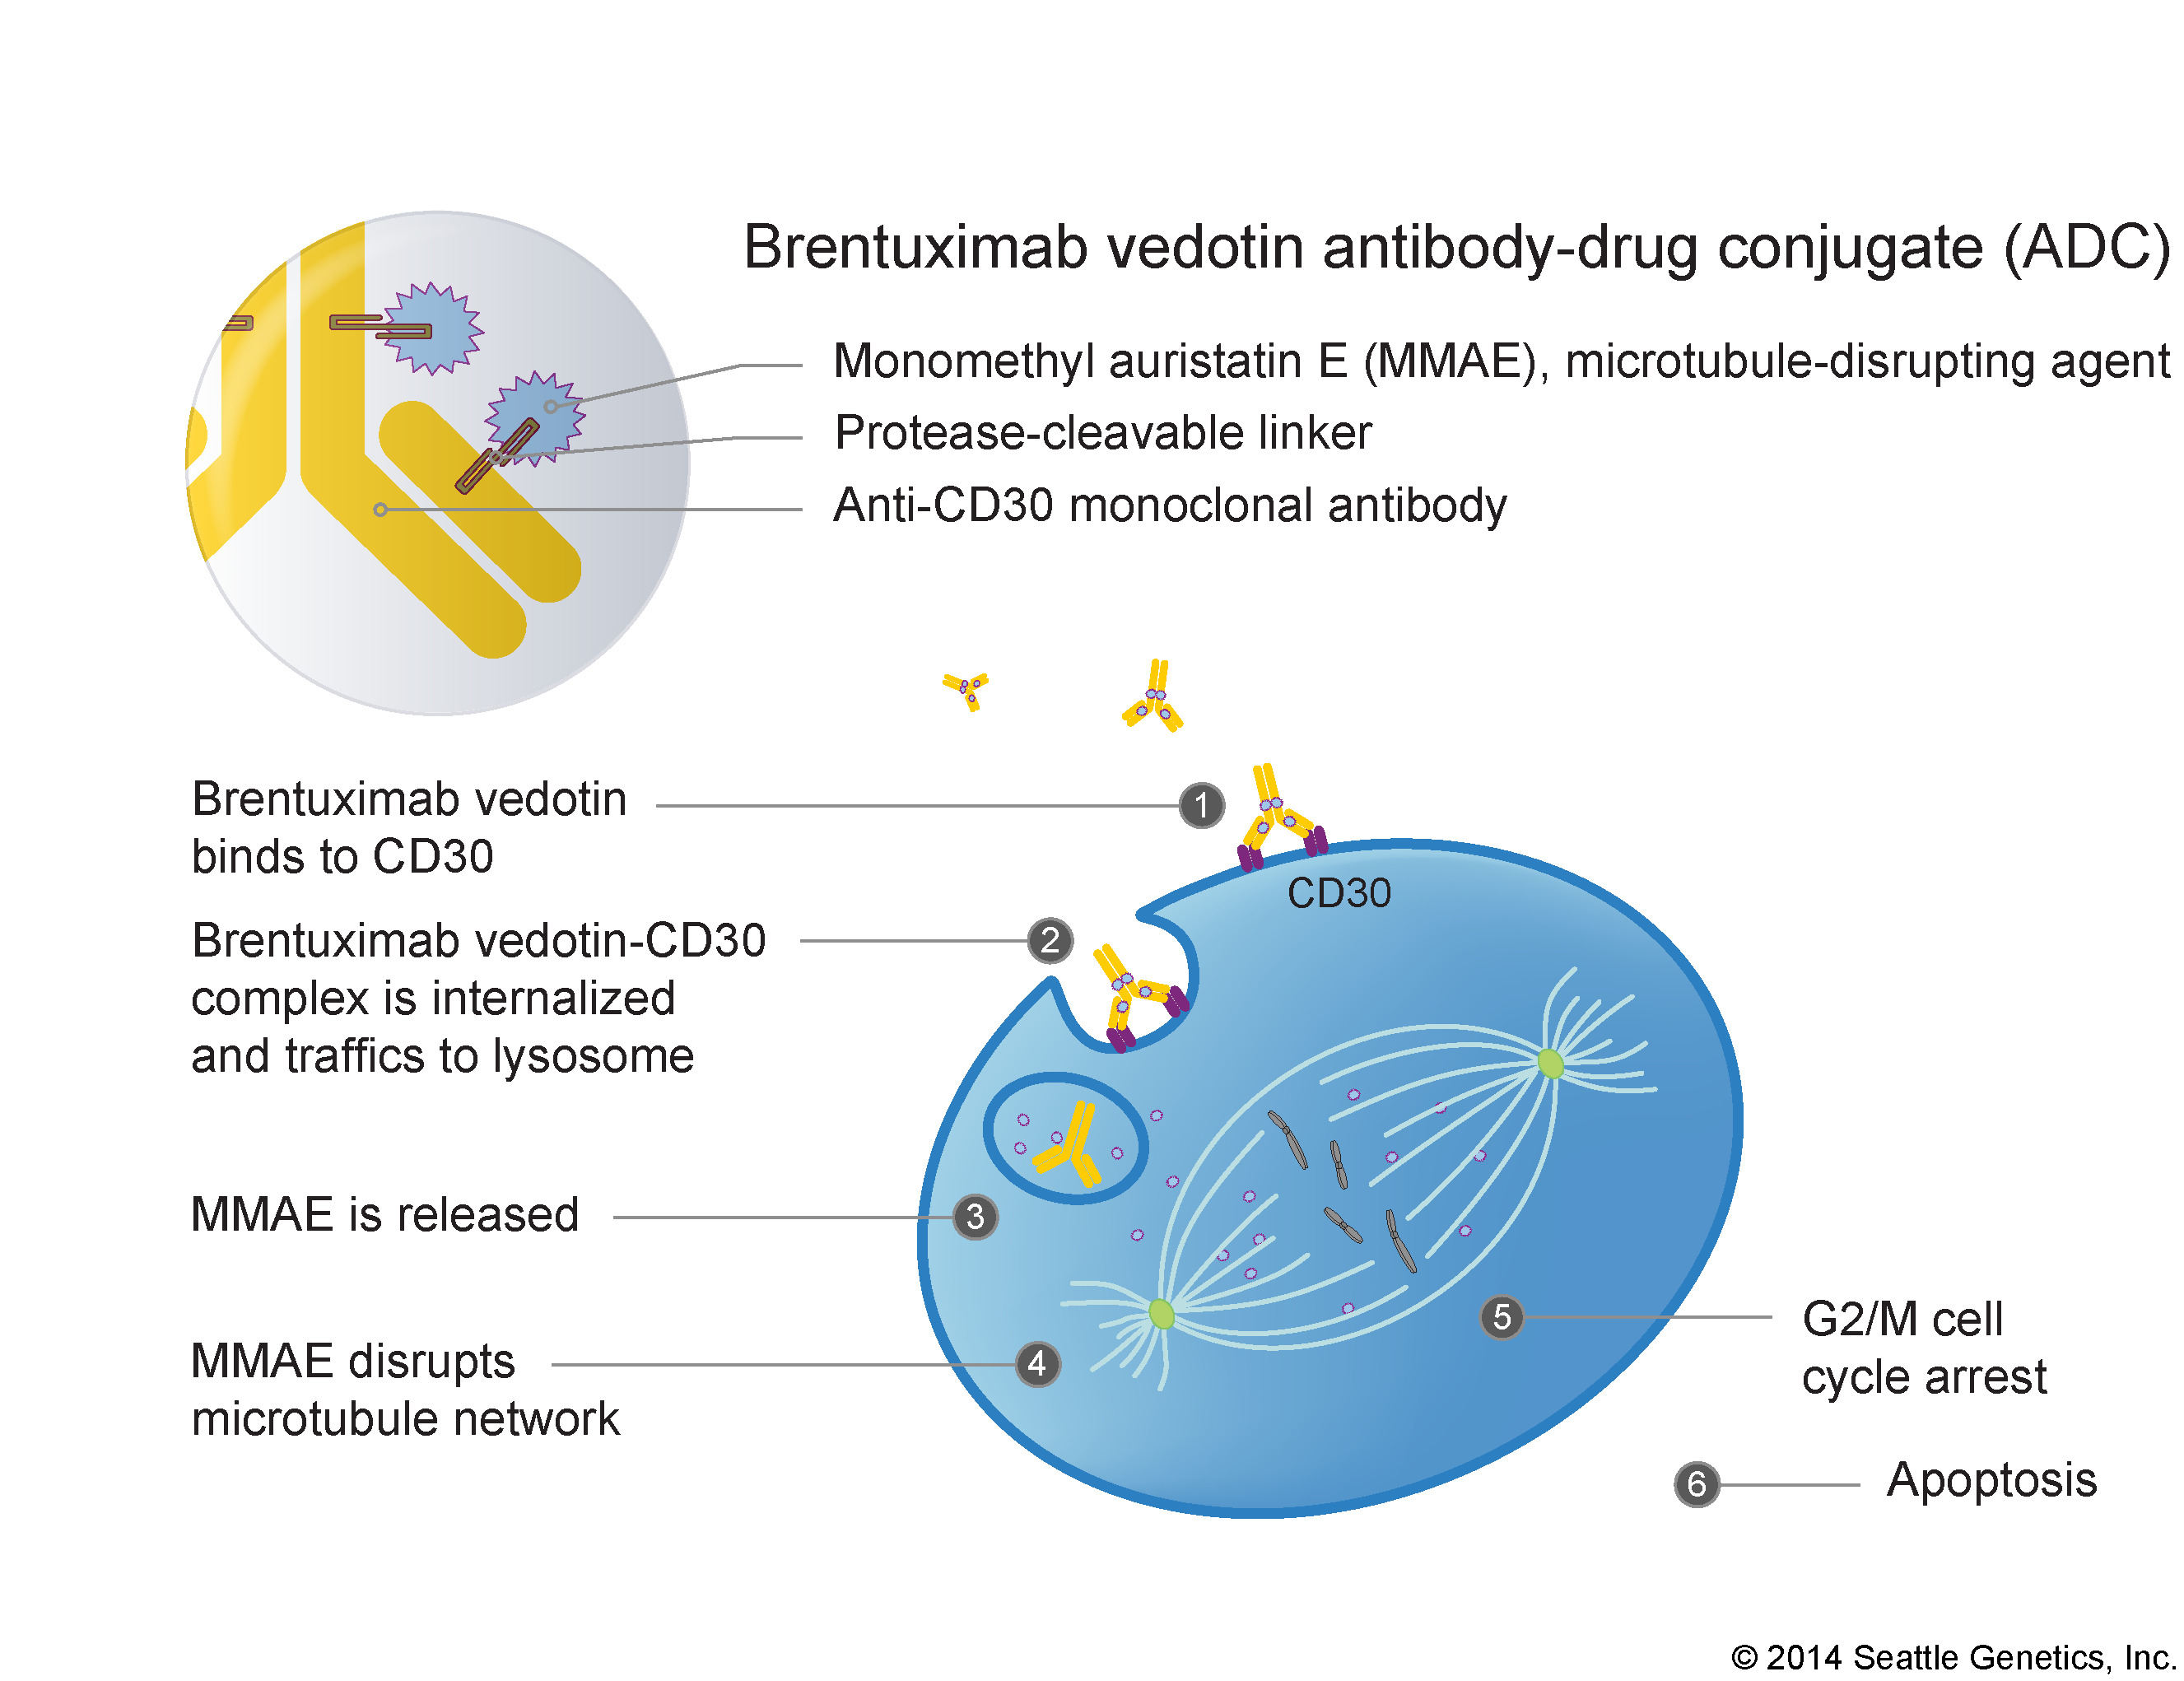 Brentuximab vedotin antibody-drug conjugate (ADC)
Monomethyl auristatin E (MMAE), microtubule-disrupting agent
Protease-cleavable linker
Anti-CD30 monoclonal antibody
Brentuximab vedotin
binds to CD30
1
CD30
Brentuximab vedotin-CD30
complex is internalized
and traffics to lysosome
2
MMAE is released
3
MMAE disrupts
microtubule network
4
5
G2/M cell
cycle arrest
6
Apoptosis
© 2014 Seattle Genetics, Inc.